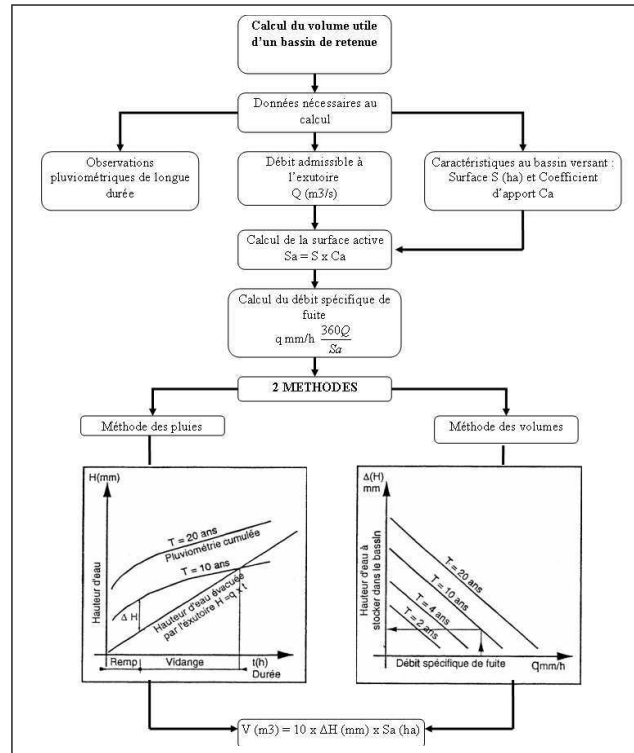 Calcul du volume utile
d'un bassin de retenue
Données nécessaires au
calcul
Observations
pluviométriques de longue
durée
Débit admissible à
l'exutoire
Q (m3/s)
Caractéristiques au bassin versant :
Surface S (ha) et Coefficient
d'apport Ca
Calcul de la surface active
Sa = S x Ca
Calcul du débit spécifique de
fuite
q mm/h 360Q
Sa
2 METHODES
Méthode des pluies
Méthode des volumes
H(mm)
Hauteur d'eau
T = 20 ans
Pluviométrie cumulée
T = 10 ans
Δ H
Hauteur d'eau évacuée
par l'éxutoire H =q x t
Remp
Vidange
t(h)
Durée
Δ(H)
mm
Hauteur d'eau à
stocker dans le bassin
T = 20 ans
T = 10 ans
T = 4 ans
T = 2 ans
Débit spécifique de fuite
qmm/h
V (m3) = 10 x ΔH (mm) x Sa (ha)